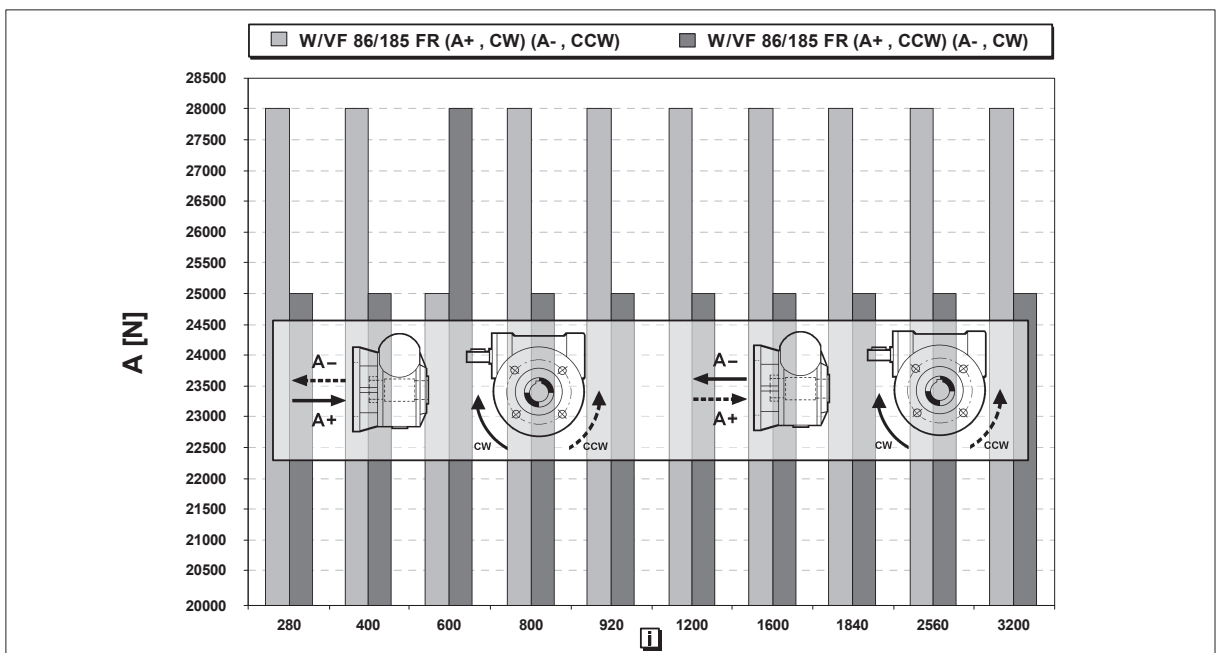 W/VF 86/185 FR (A+ , CW) (A- , CCW)
W/VF 86/185 FR (A+ , CCW) (A- , CW)
A [N]
28500
28000
27500
27000
26500
26000
25500
25000
24500
24000
23500
23000
22500
22000
21500
21000
20500
20000
A−
A+
CW
CCW
A−
A+
CW
CCW
280 400 600 800 920 1200 1600 1840 2560 3200
i